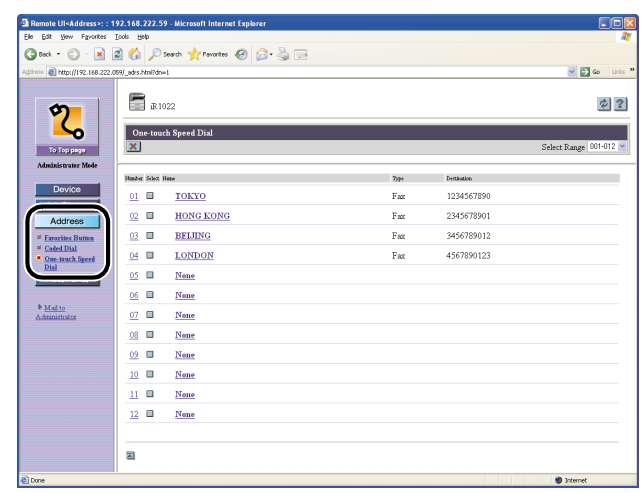 Remote UI<Address>: : 192.168.222.59 - Microsoft Internet Explorer
File Edit View Favorites Tools Help
Back Search Favorites
Address http://192.168.222.059/_adrs.html?dn=1 Go Links »
iR1022
To Top page
One-touch Speed Dial
Select Range 001-012
Administrator Mode
Number Select Name Type Destination
Device
01 TOKYO Fax 1234567890
02 HONG KONG Fax 2345678901
Address
Favorites Button
03 BEIJING Fax 3456789012
Coded Dial
One-touch Speed
Dial
04 LONDON Fax 4567890123
05 None
06 None
Mail to
Administrator
07 None
08 None
09 None
10 None
11 None
12 None
Done Internet